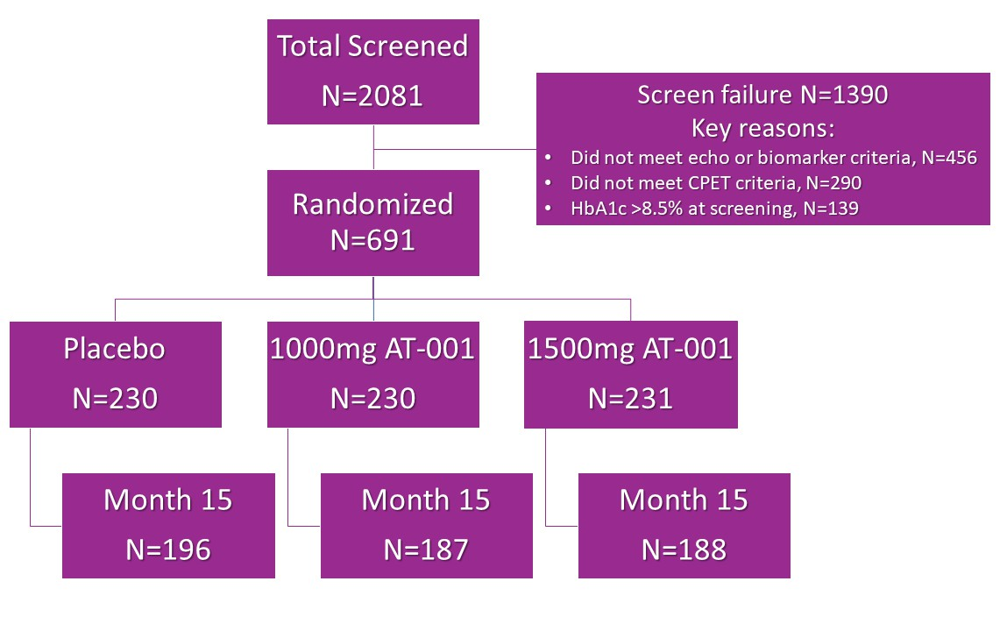 Total Screened
N=2081
Screen failure N=1390
Key reasons:
• Did not meet echo or biomarker criteria, N=456
• Did not meet CPET criteria, N=290
• HbA1c >8.5% at screening, N=139
Randomized
N=691
Placebo
N=230
1000mg AT-001
N=230
1500mg AT-001
N=231
Month 15
N=196
Month 15
N=187
Month 15
N=188